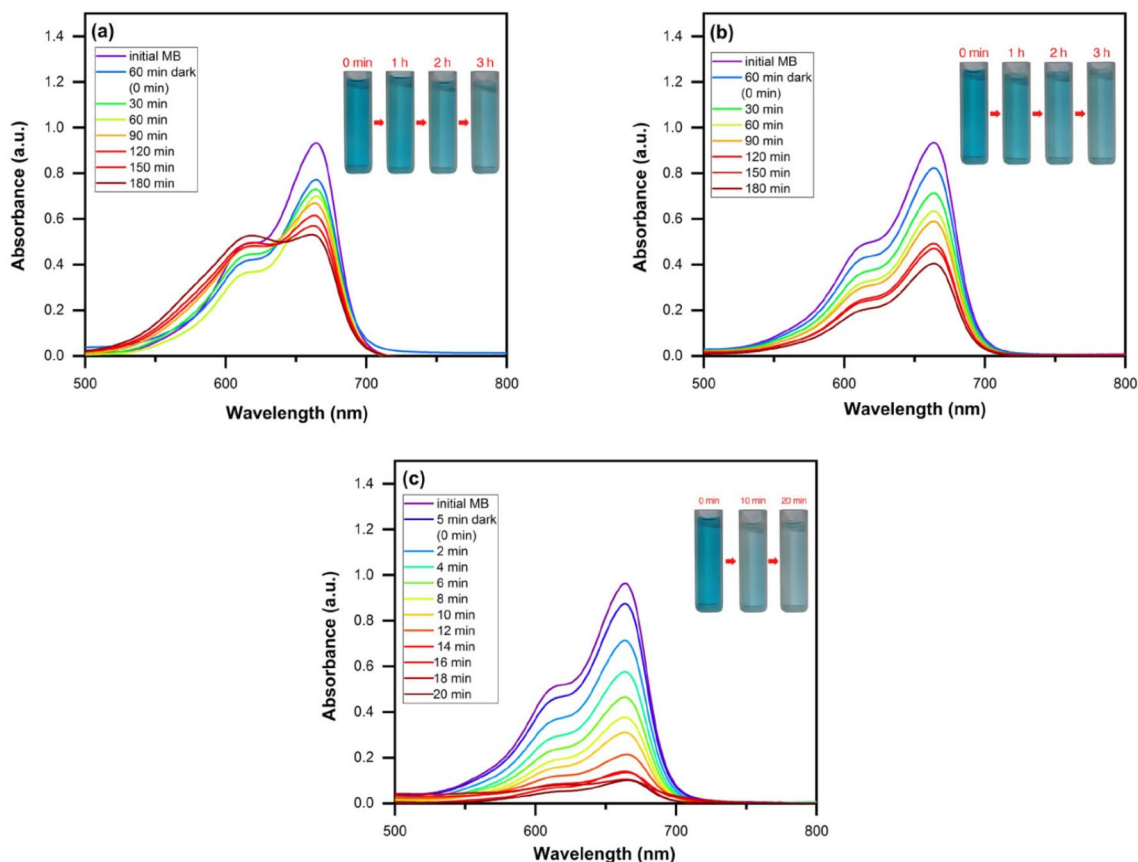 (a)
initial MB
60 min dark
(0 min)
30 min
60 min
90 min
120 min
150 min
180 min
0 min
1 h
2 h
3 h
1.4
1.2
1.0
0.8
0.6
0.4
0.2
0.0
500
600
700
800
Absorbance (a.u.)
Wavelength (nm)
(b)
initial MB
60 min dark
(0 min)
30 min
60 min
90 min
120 min
150 min
180 min
0 min
1 h
2 h
3 h
1.4
1.2
1.0
0.8
0.6
0.4
0.2
0.0
500
600
700
800
Absorbance (a.u.)
Wavelength (nm)
(c)
initial MB
5 min dark
(0 min)
2 min
4 min
6 min
8 min
10 min
12 min
14 min
16 min
18 min
20 min
0 min
10 min
20 min
1.4
1.2
1.0
0.8
0.6
0.4
0.2
0.0
500
600
700
800
Absorbance (a.u.)
Wavelength (nm)